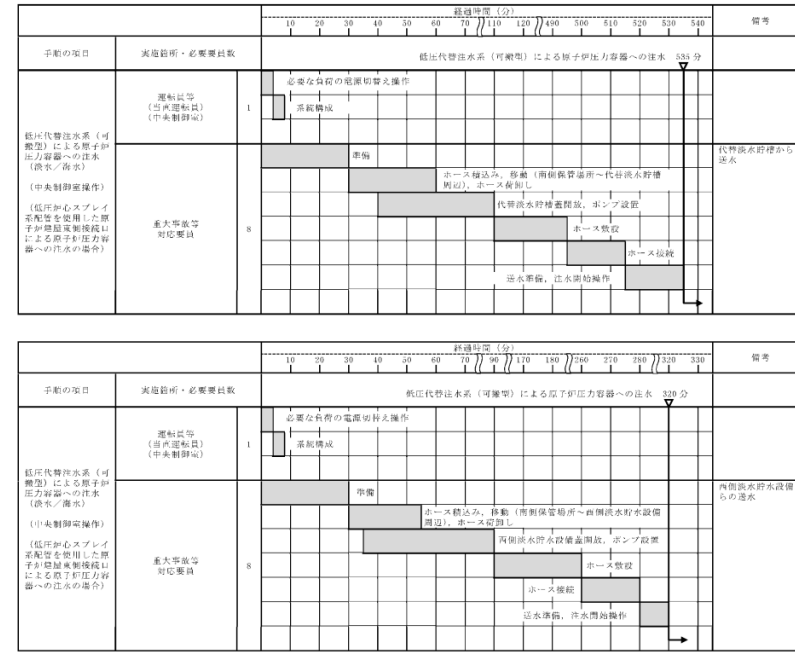 経過時間（分）
備考
10 20 30 40 50 60 70 110 120 490 500 510 520 530 540
手順の項目
実施箇所・必要要員数
低圧代替注水系（可搬型）による原子炉圧力容器への注水 535 分
低圧代替注水系（可
搬型）による原子炉
圧力容器への注水
（淡水／海水）
（中央制御室操作）
（低圧炉心スプレイ
系配管を使用した原
子炉建屋東側接続口
による原子炉圧力容
器への注水の場合）
運転員等
（当直運転員）
（中央制御室）
1
必要な負荷の電源切替え操作
系統構成
重大事故等
対応要員
8
準備
ホース積込み，移動（南側保管場所～代替淡水貯槽
周辺），ホース荷卸し
代替淡水貯槽蓋開放，ポンプ設置
ホース敷設
ホース接続
送水準備，注水開始操作
代替淡水貯槽から
送水
経過時間（分）
備考
10 20 30 40 50 60 70 90 170 180 260 270 280 320 330
手順の項目
実施箇所・必要要員数
低圧代替注水系（可搬型）による原子炉圧力容器への注水 320 分
低圧代替注水系（可
搬型）による原子炉
圧力容器への注水
（淡水／海水）
（中央制御室操作）
（低圧炉心スプレイ
系配管を使用した原
子炉建屋東側接続口
による原子炉圧力容
器への注水の場合）
運転員等
（当直運転員）
（中央制御室）
1
必要な負荷の電源切替え操作
系統構成
重大事故等
対応要員
8
準備
ホース積込み，移動（南側保管場所～西側淡水貯水設備
周辺），ホース荷卸し
西側淡水貯水設備蓋開放，ポンプ設置
ホース敷設
ホース接続
送水準備，注水開始操作
西側淡水貯水設備
らの送水